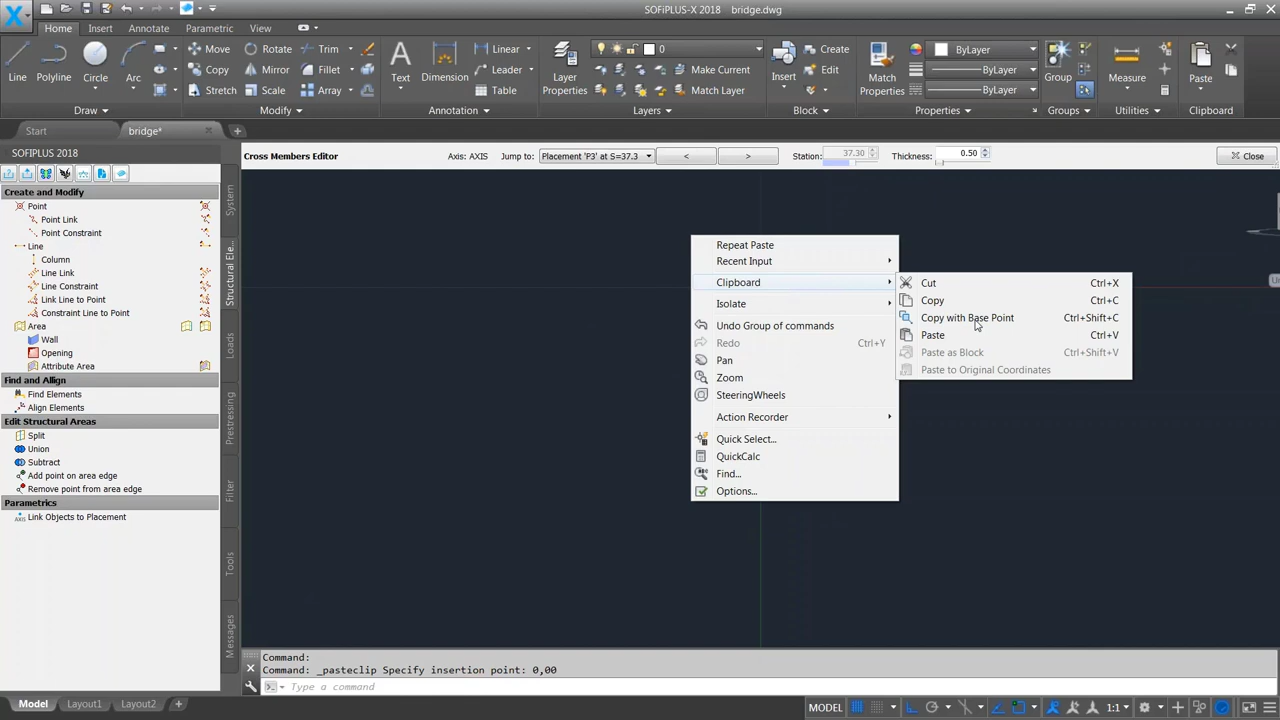 SOFiPLUS-X 2018 bridge.dwg
Home Insert Annotate Parametric View
Line Polyline Circle Arc
Move Rotate Trim
Copy Mirror Fillet
Stretch Scale Array
Text Dimension
Linear
Leader
Table
Layer Properties
0
Make Current
Match Layer
Insert
Create
Edit
Match Properties
ByLayer
ByLayer
ByLayer
Group
Measure
Paste
Draw Modify Annotation Layers Block Properties Groups Utilities Clipboard
Start bridge*
SOFIPLUS 2018
Cross Members Editor Axis: AXIS Jump to: Placement 'P3' at S=37.3 < > Station: 37.30 Thickness: 0.50 Close
Create and Modify
Point
Point Link
Point Constraint
Line
Column
Line Link
Line Constraint
Link Line to Point
Constraint Line to Point
Area
Wall
Opening
Attribute Area
Find and Align
Find Elements
Align Elements
Edit Structural Areas
Split
Union
Subtract
Add point on area edge
Remove point from area edge
Parametrics
Link Objects to Placement
System
Structural Ele...
Loads
Prestressing
Filter
Tools
Messages
Repeat Paste
Recent Input
Clipboard
Isolate
Undo Group of commands
Redo Ctrl+Y
Pan
Zoom
SteeringWheels
Action Recorder
Quick Select...
QuickCalc
Find...
Options...
Cut Ctrl+X
Copy Ctrl+C
Copy with Base Point Ctrl+Shift+C
Paste Ctrl+V
Paste as Block Ctrl+Shift+V
Paste to Original Coordinates
Command:
Command: _pasteclip Specify insertion point: 0,00
Type a command
Model Layout1 Layout2
MODEL 1:1